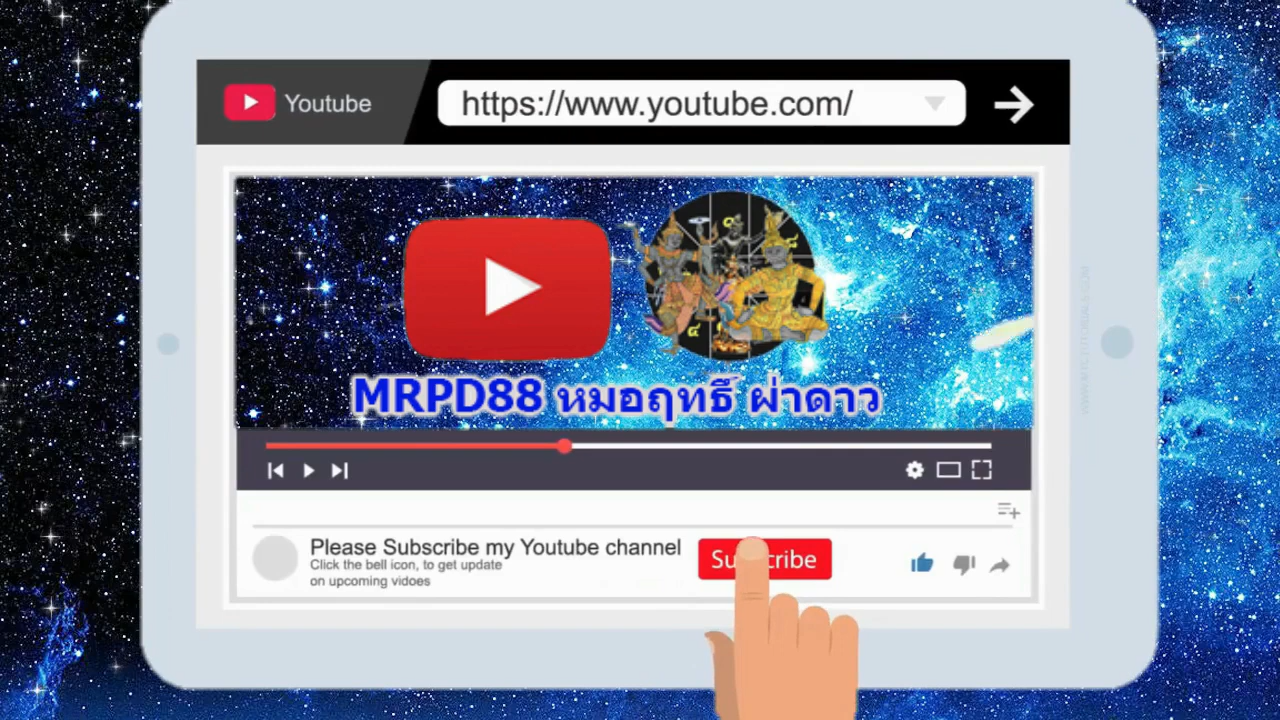 Youtube
https://www.youtube.com/
MRPD88 หมอฤทธิ์ ผ่าดาว
Please Subscribe my Youtube channel
Click the bell icon, to get update
on upcoming vidoes